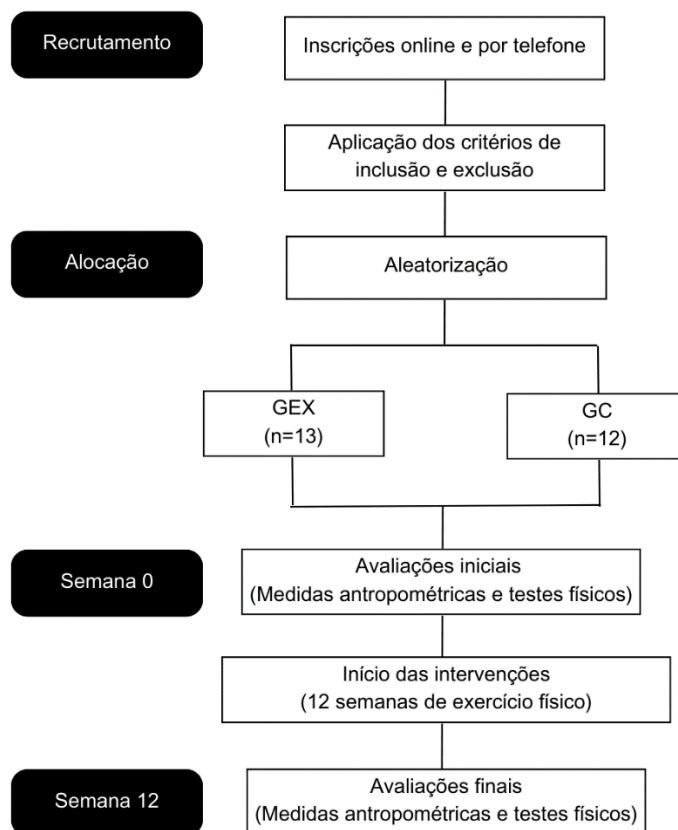 Recrutamento
Inscrições online e por telefone
Aplicação dos critérios de
inclusão e exclusão
Alocação
Aleatorização
GEX
(n=13)
GC
(n=12)
Semana 0
Avaliações iniciais
(Medidas antropométricas e testes físicos)
Início das intervenções
(12 semanas de exercício físico)
Semana 12
Avaliações finais
(Medidas antropométricas e testes físicos)